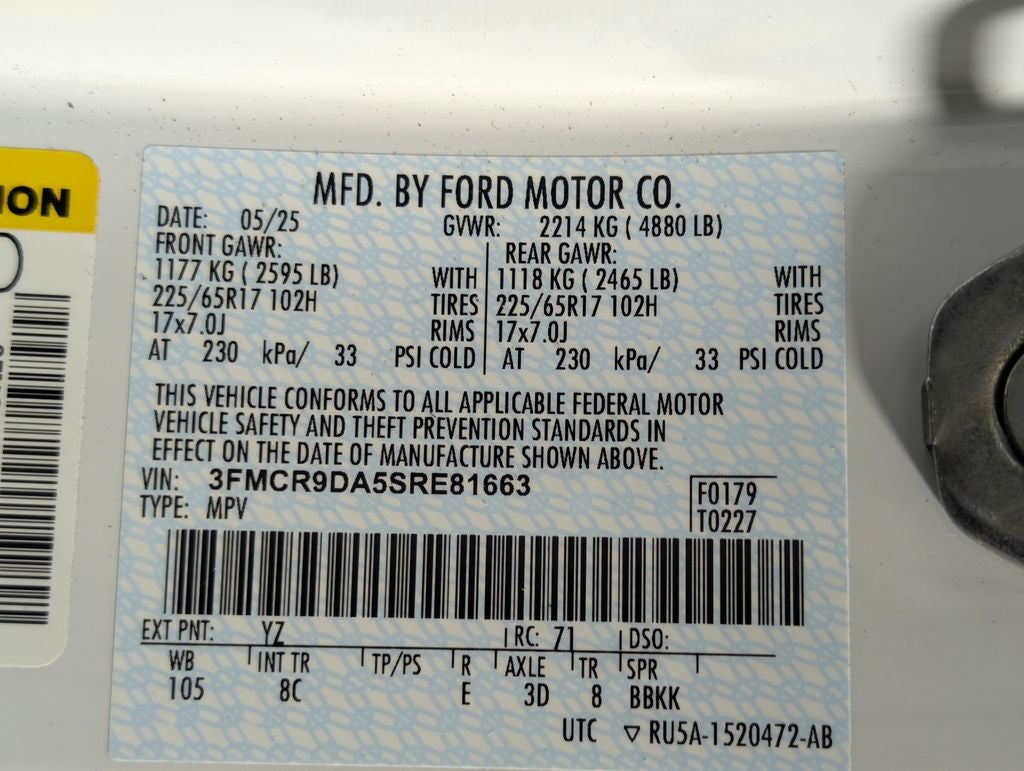 ION
MFD. BY FORD MOTOR CO.
DATE: 05/25 GVWR: 2214 KG ( 4880 LB)
FRONT GAWR: REAR GAWR:
1177 KG ( 2595 LB) WITH 1118 KG ( 2465 LB) WITH
225/65R17 102H TIRES 225/65R17 102H TIRES
17x7.0J RIMS 17x7.0J RIMS
AT 230 kPa/ 33 PSI COLD AT 230 kPa/ 33 PSI COLD
THIS VEHICLE CONFORMS TO ALL APPLICABLE FEDERAL MOTOR
VEHICLE SAFETY AND THEFT PREVENTION STANDARDS IN
EFFECT ON THE DATE OF MANUFACTURE SHOWN ABOVE.
VIN: 3FMCR9DA5SRE81663 F0179
TYPE: MPV T0227
EXT PNT: YZ RC: 71 DSO:
WB INT TR TP/PS R AXLE TR SPR
105 8C E 3D 8 BBKK
UTC ▽ RU5A-1520472-AB